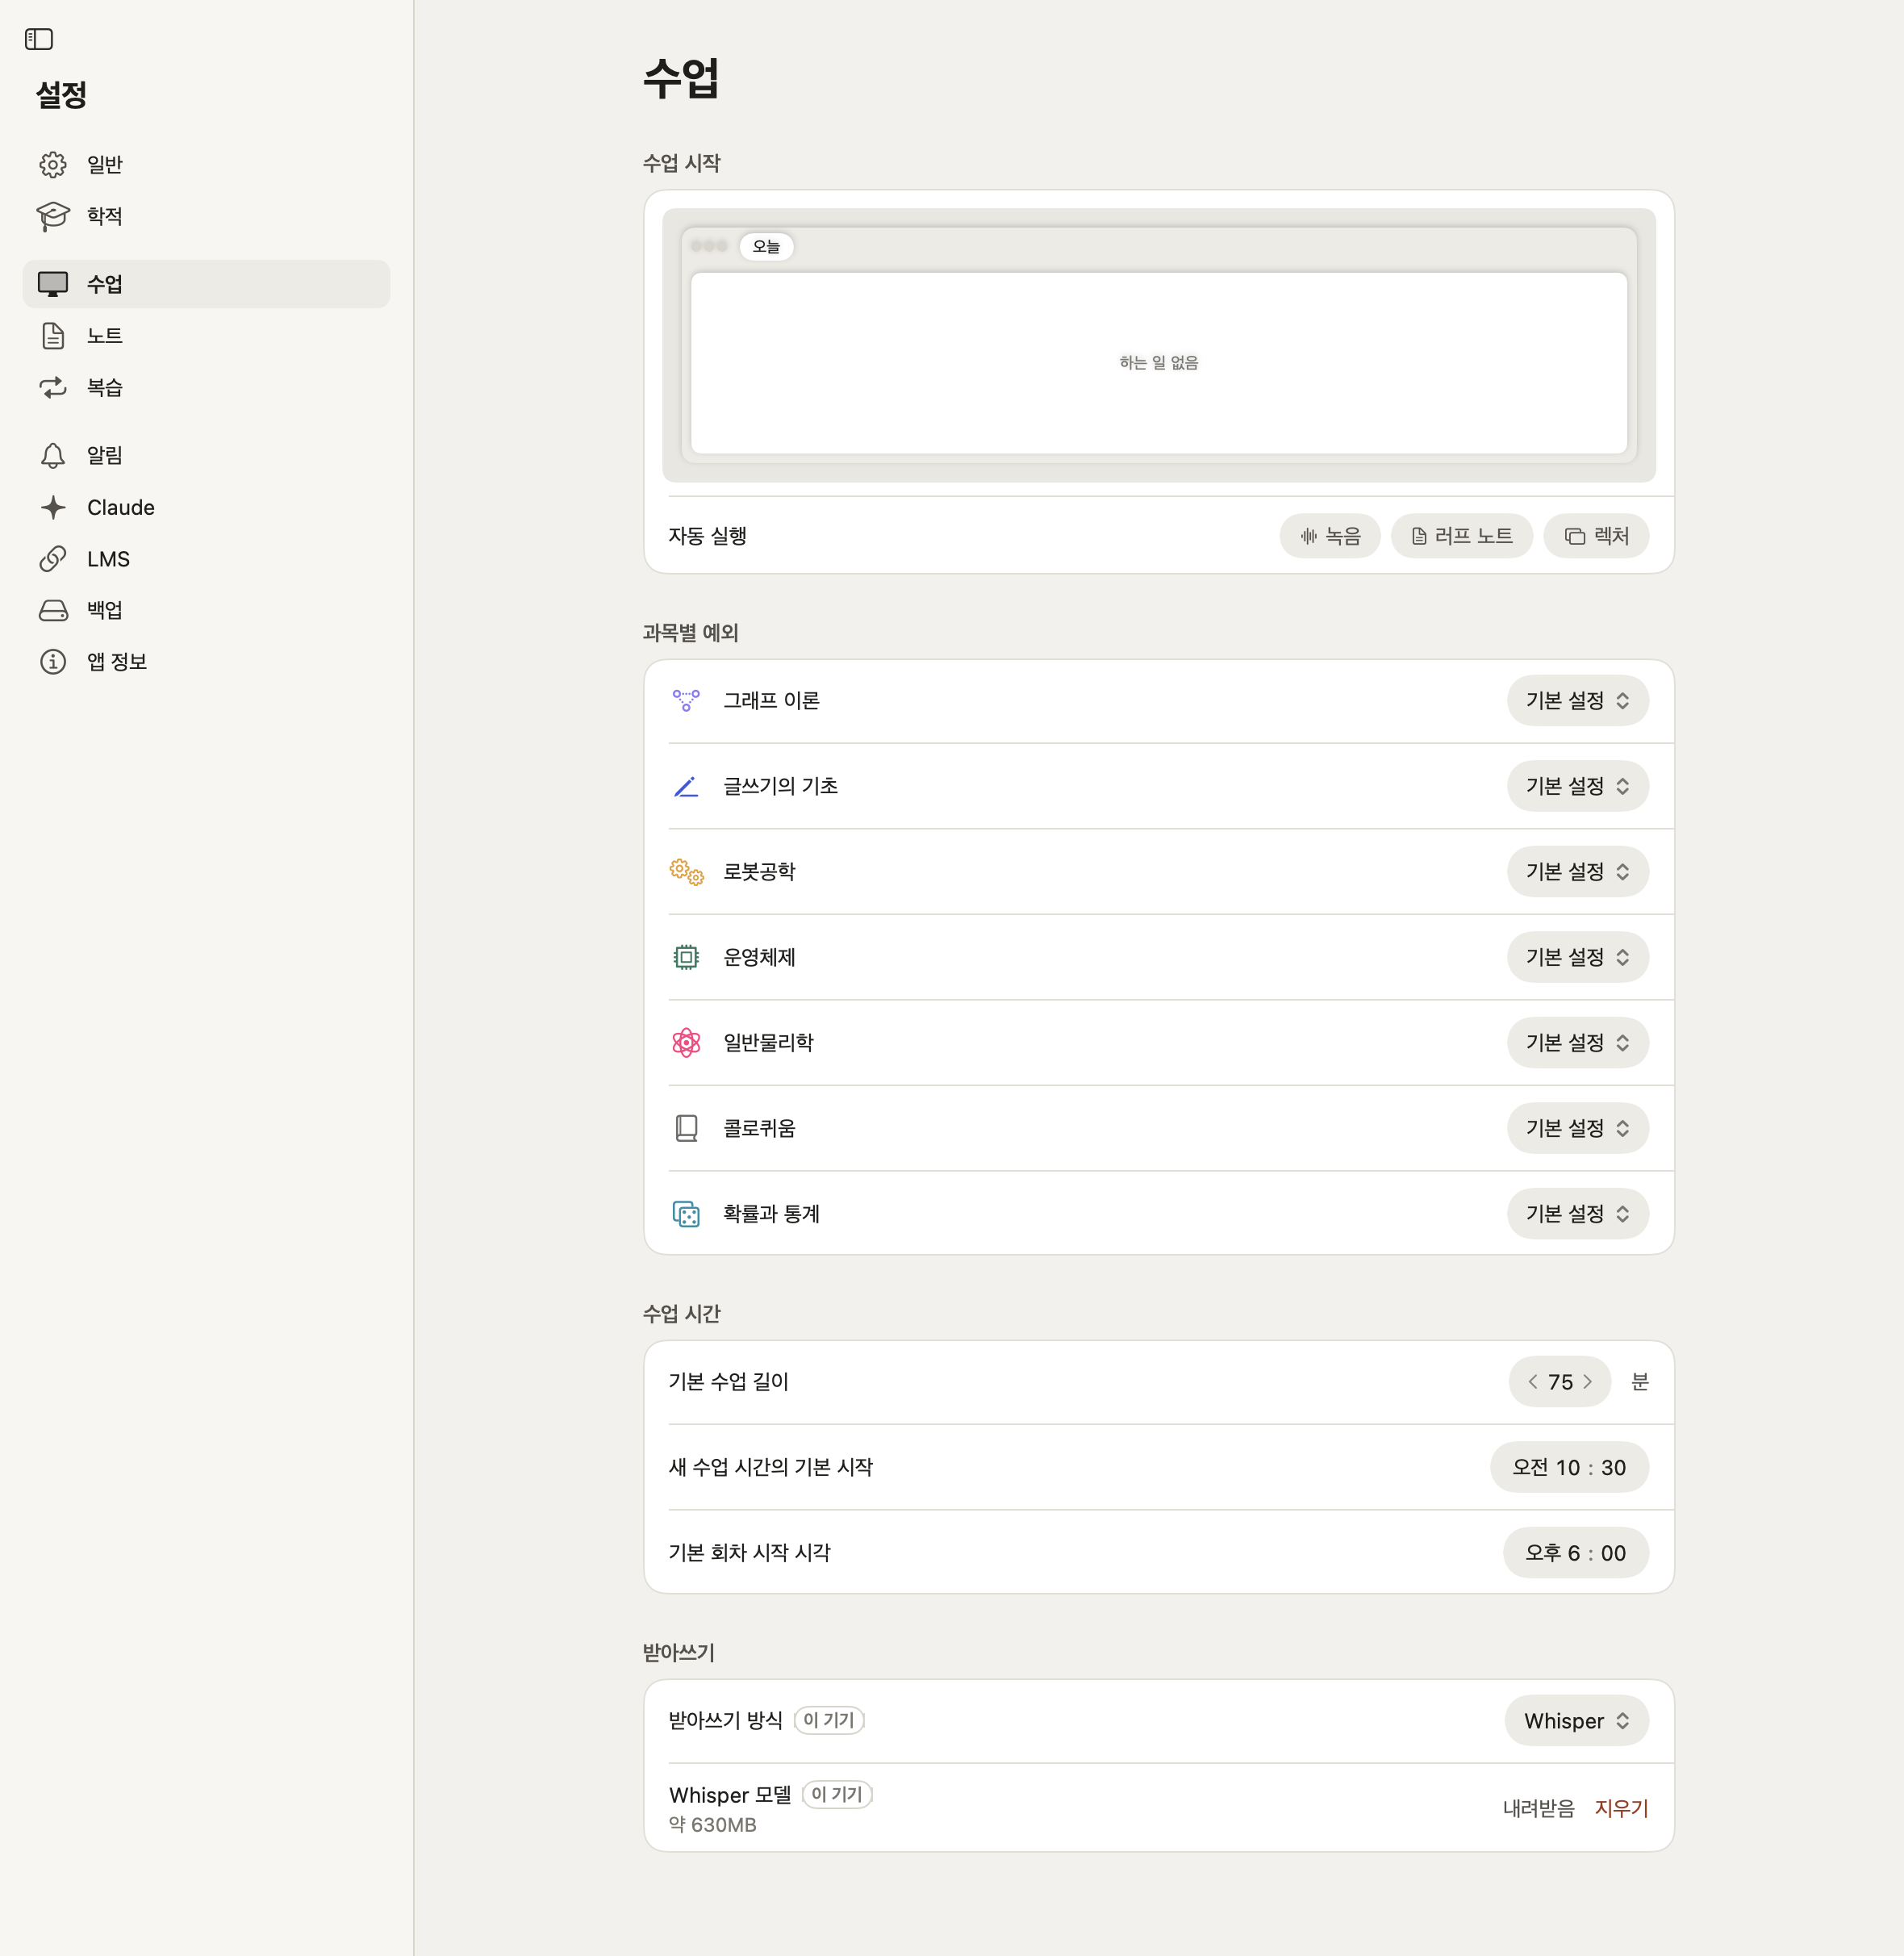 설정
일반
학적
수업
노트
복습
알림
Claude
LMS
백업
앱 정보
수업
수업 시작
오늘
하는 일 없음
자동 실행
녹음
러프 노트
렉처
과목별 예외
그래프 이론
기본 설정
글쓰기의 기초
기본 설정
로봇공학
기본 설정
운영체제
기본 설정
일반물리학
기본 설정
콜로퀴움
기본 설정
확률과 통계
기본 설정
수업 시간
기본 수업 길이
75 분
새 수업 시간의 기본 시작
오전 10 : 30
기본 회차 시작 시각
오후 6 : 00
받아쓰기
받아쓰기 방식 이 기기
Whisper
Whisper 모델 이 기기
약 630MB
내려받음 지우기